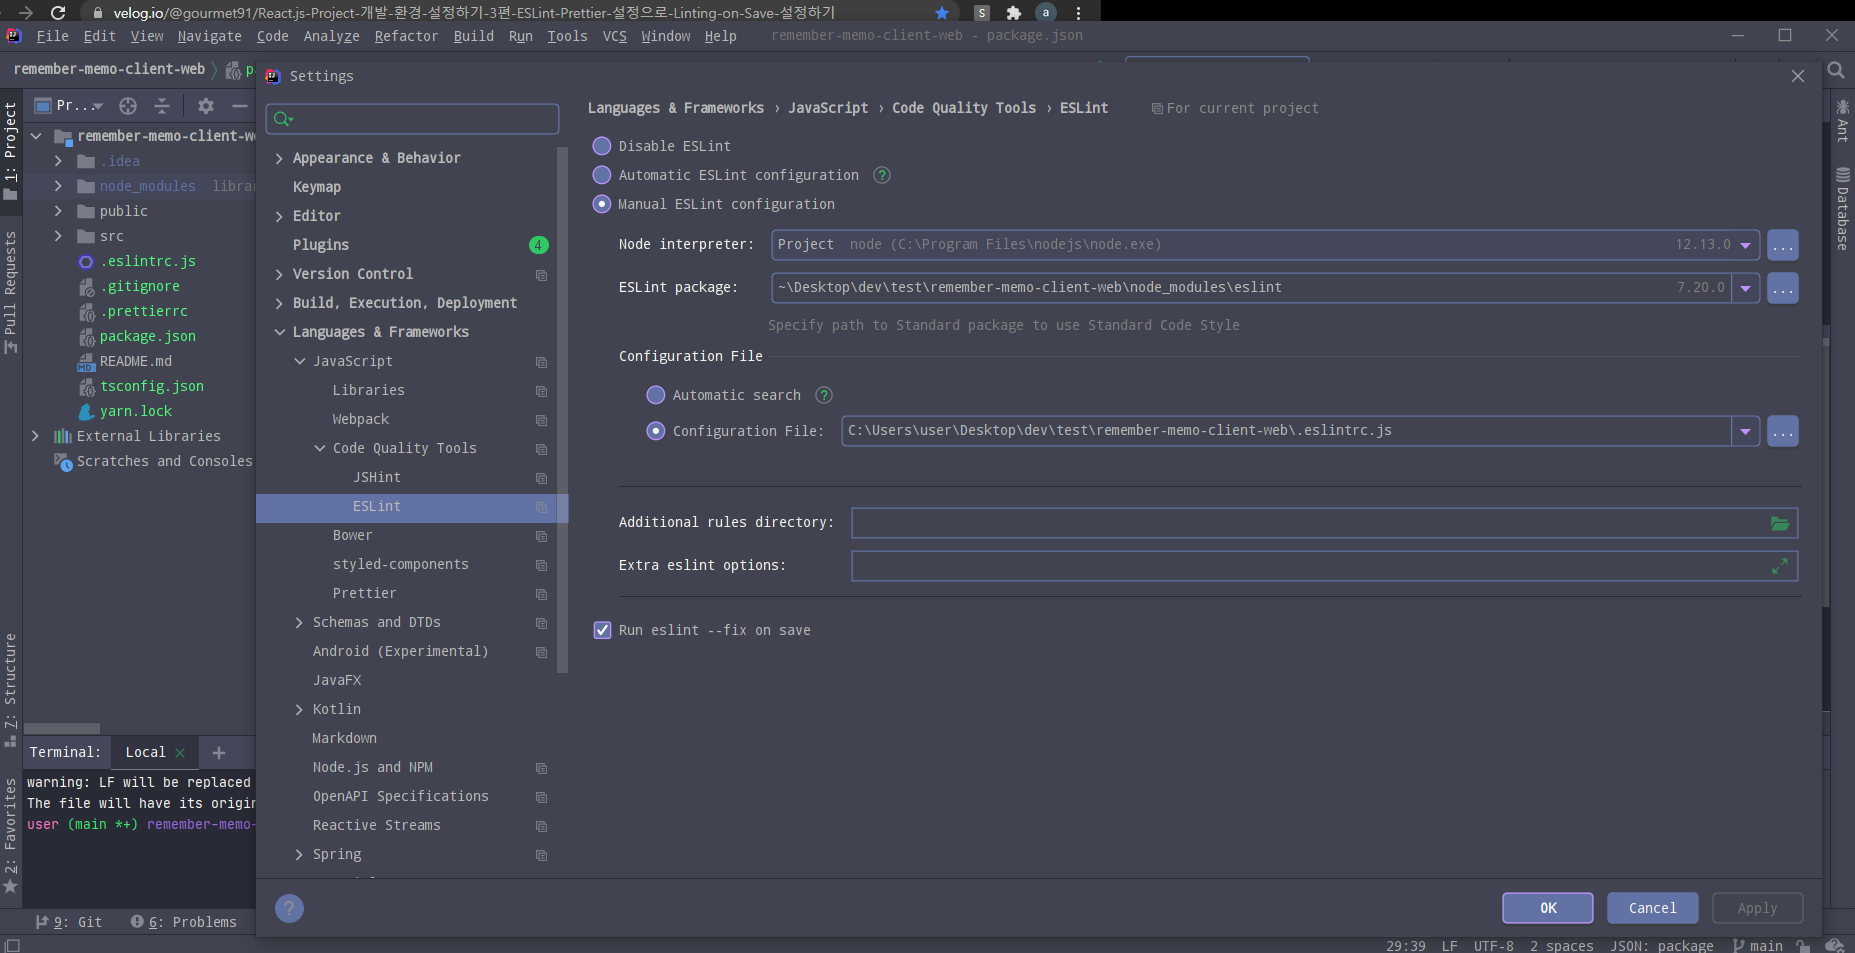 velog.io/@gourmet91/React.js-Project-개발-환경-설정하기-3편-ESLint-Prettier-설정으로-Linting-on-Save-설정하기
S
a
File Edit View Navigate Code Analyze Refactor Build Run Tools VCS Window Help remember-memo-client-web - package.json
remember-memo-client-web
Settings
Pr...
1: Project
Pull Requests
7: Structure
2: Favorites
Ant
Database
remember-memo-client-we
.idea
node_modules librar
public
src
.eslintrc.js
.gitignore
.prettierrc
package.json
README.md
tsconfig.json
yarn.lock
External Libraries
Scratches and Consoles
Terminal: Local
warning: LF will be replaced
The file will have its origin
user (main *+) remember-memo-
Appearance & Behavior
Keymap
Editor
Plugins 4
Version Control
Build, Execution, Deployment
Languages & Frameworks
JavaScript
Libraries
Webpack
Code Quality Tools
JSHint
ESLint
Bower
styled-components
Prettier
Schemas and DTDs
Android (Experimental)
JavaFX
Kotlin
Markdown
Node.js and NPM
OpenAPI Specifications
Reactive Streams
Spring
Languages & Frameworks › JavaScript › Code Quality Tools › ESLint For current project
Disable ESLint
Automatic ESLint configuration ?
Manual ESLint configuration
Node interpreter: Project node (C:\Program Files\nodejs\node.exe) 12.13.0 ...
ESLint package: ~\Desktop\dev\test\remember-memo-client-web\node_modules\eslint 7.20.0 ...
Specify path to Standard package to use Standard Code Style
Configuration File
Automatic search ?
Configuration File: C:\Users\user\Desktop\dev\test\remember-memo-client-web\.eslintrc.js ...
Additional rules directory:
Extra eslint options:
Run eslint --fix on save
? OK Cancel Apply
9: Git 6: Problems
29:39 LF UTF-8 2 spaces JSON: package main